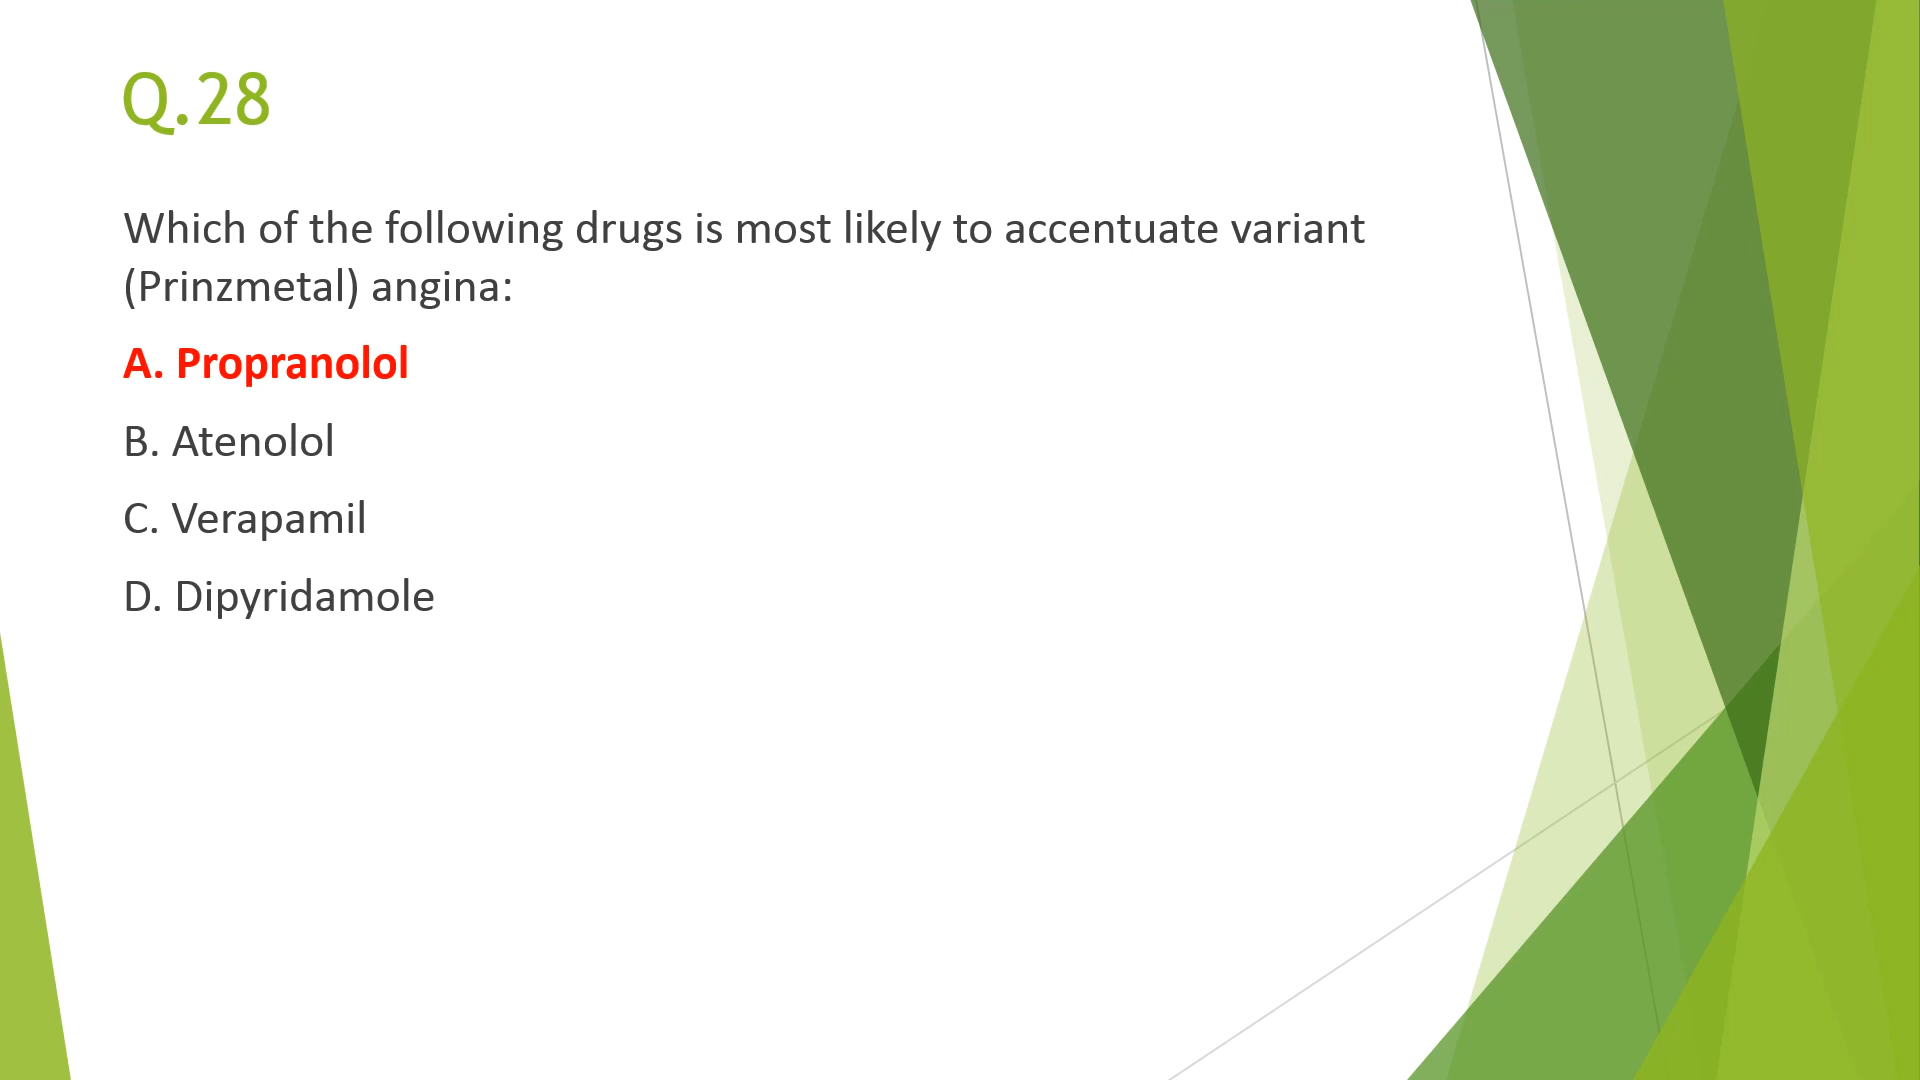 Q.28
Which of the following drugs is most likely to accentuate variant
(Prinzmetal) angina:
A. Propranolol
B. Atenolol
C. Verapamil
D. Dipyridamole